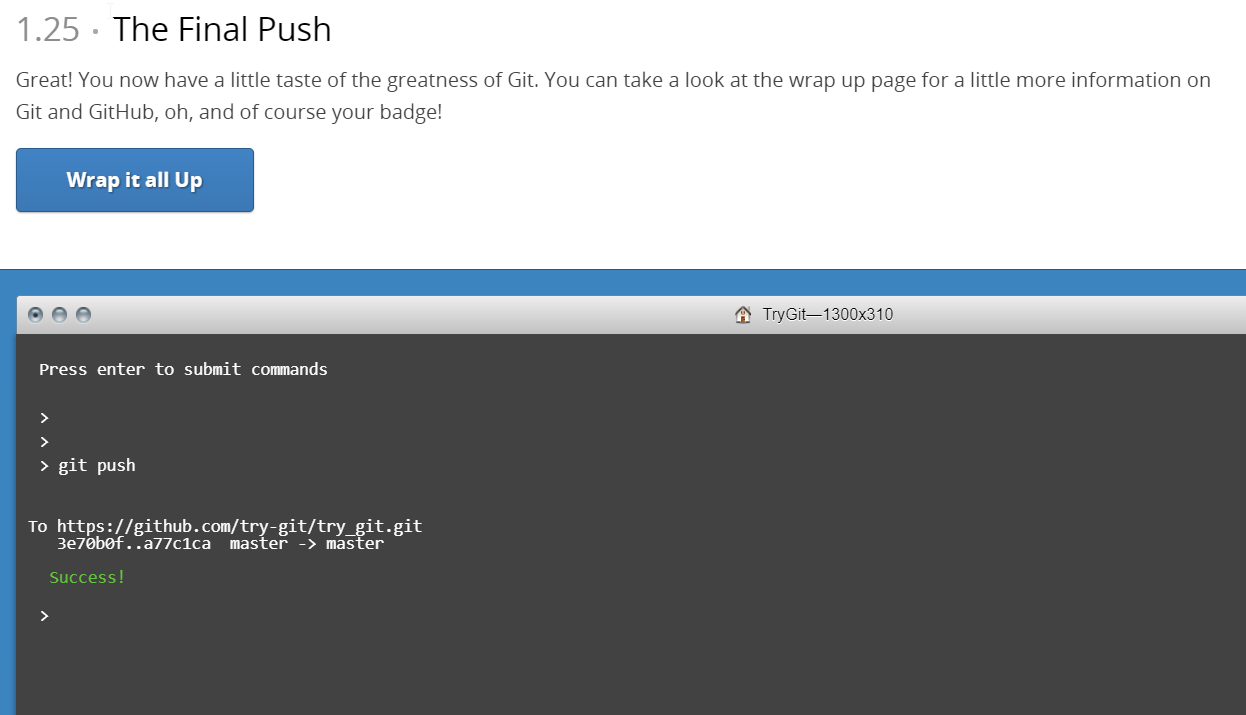 1.25 · The Final Push
Great! You now have a little taste of the greatness of Git. You can take a look at the wrap up page for a little more information on
Git and GitHub, oh, and of course your badge!
Wrap it all Up
TryGit—1300x310
Press enter to submit commands
>
>
> git push
To https://github.com/try-git/try_git.git
3e70b0f..a77c1ca master -> master
Success!
>